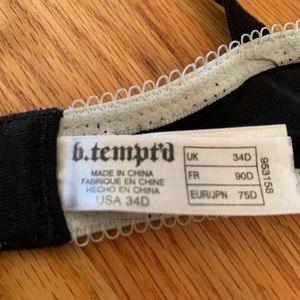 b.tempt'd
MADE IN CHINA
FABRIQUE EN CHINE
HECHO EN CHINA
USA 34D
UK 34D
FR 90D
EUR/JPN 75D
953158